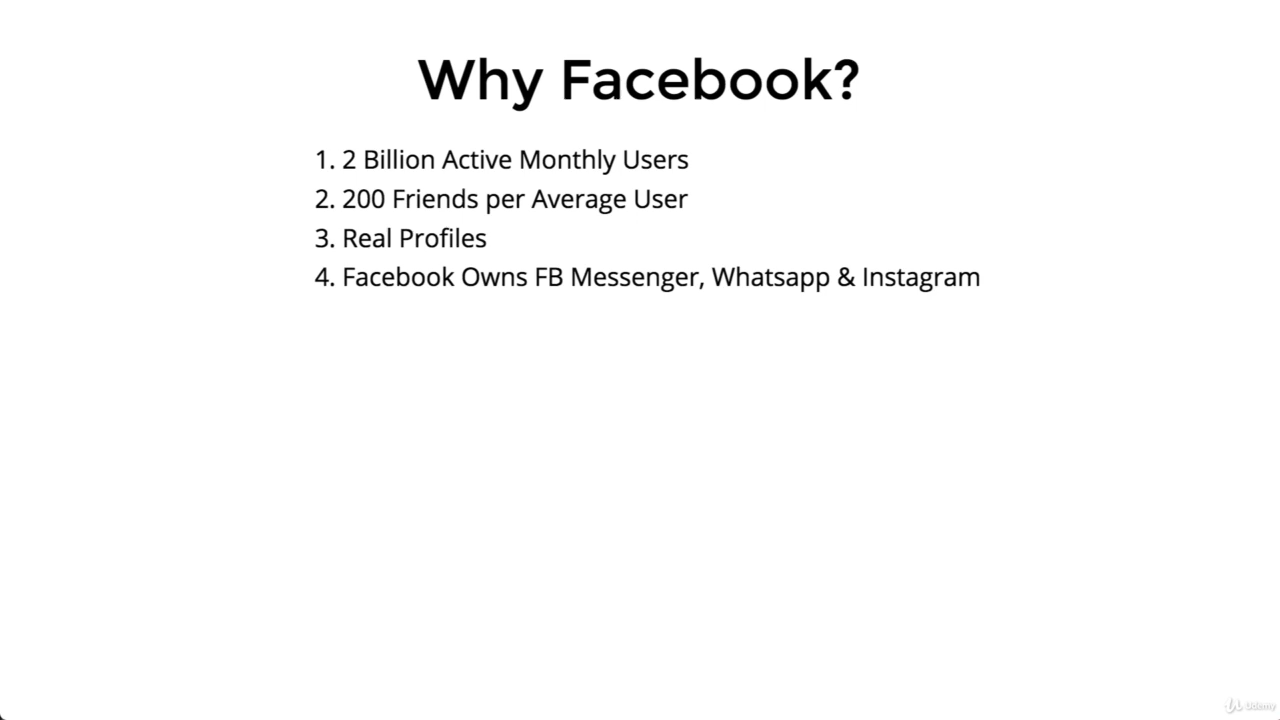 Why Facebook?
1. 2 Billion Active Monthly Users
2. 200 Friends per Average User
3. Real Profiles
4. Facebook Owns FB Messenger, Whatsapp & Instagram
Udemy